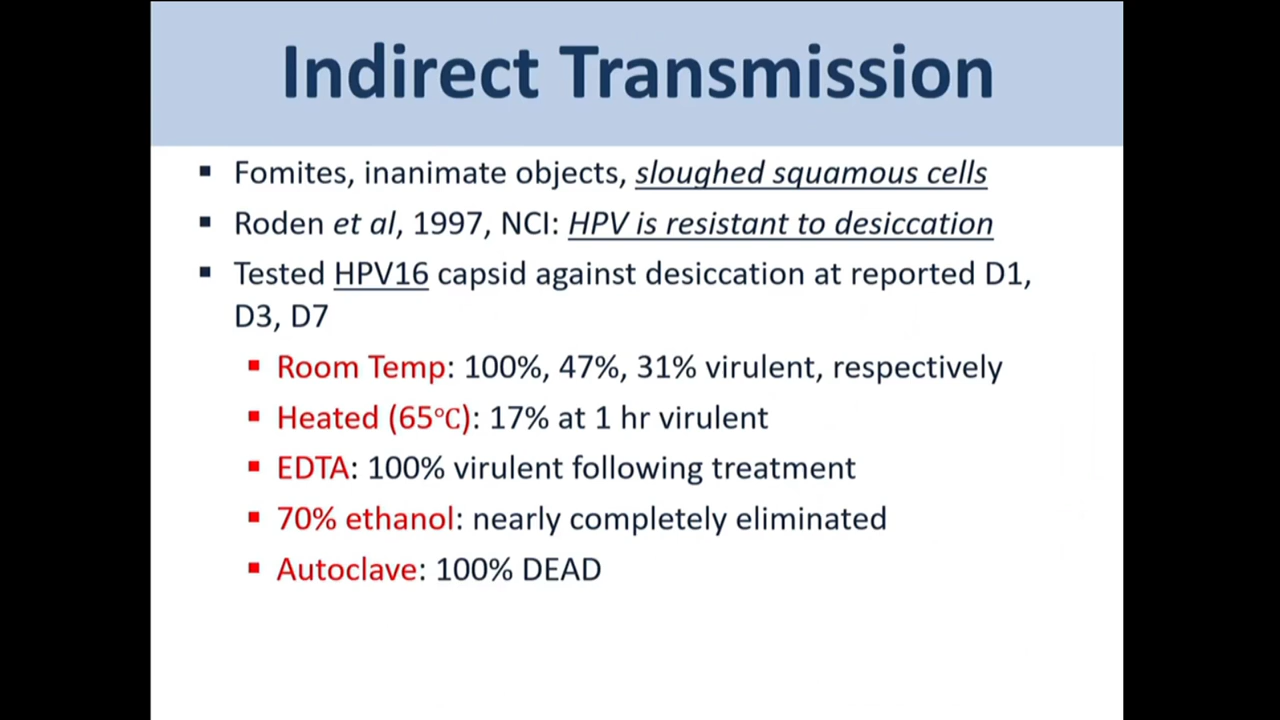 Indirect Transmission
▪ Fomites, inanimate objects, sloughed squamous cells
▪ Roden et al, 1997, NCI: HPV is resistant to desiccation
▪ Tested HPV16 capsid against desiccation at reported D1,
D3, D7
▪ Room Temp: 100%, 47%, 31% virulent, respectively
▪ Heated (65℃): 17% at 1 hr virulent
▪ EDTA: 100% virulent following treatment
▪ 70% ethanol: nearly completely eliminated
▪ Autoclave: 100% DEAD